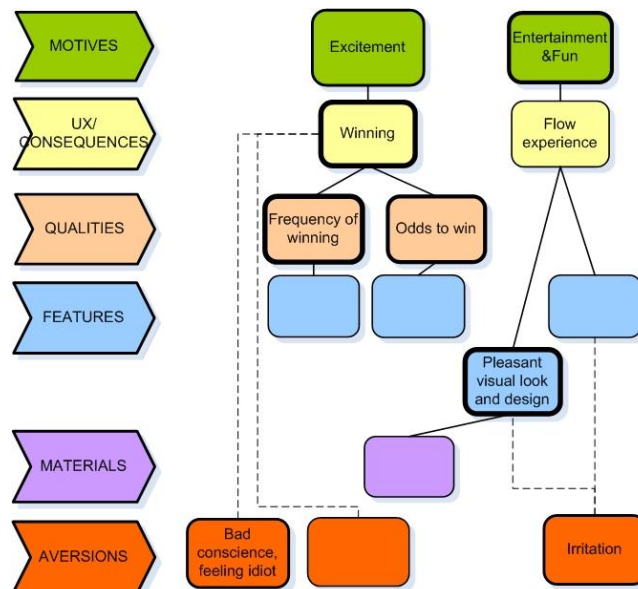 MOTIVES
Excitement
Entertainment
&Fun
UX/
CONSEQUENCES
Winning
Flow
experience
QUALITIES
Frequency of
winning
Odds to win
FEATURES
Pleasant
visual look
and design
MATERIALS
AVERSIONS
Bad
conscience,
feeling idiot
Irritation